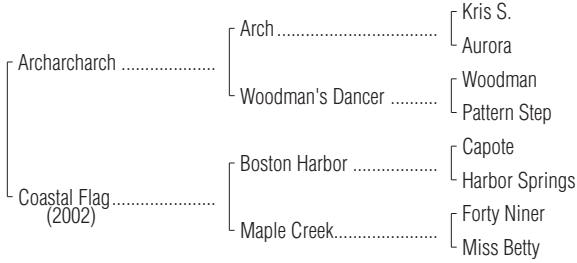 Kris S.
Arch....................................
Aurora
Archarcharch .....................
Woodman
Woodman's Dancer ..........
Pattern Step
Capote
Boston Harbor ...................
Harbor Springs
Coastal Flag.......................
(2002)
Forty Niner
Maple Creek.......................
Miss Betty